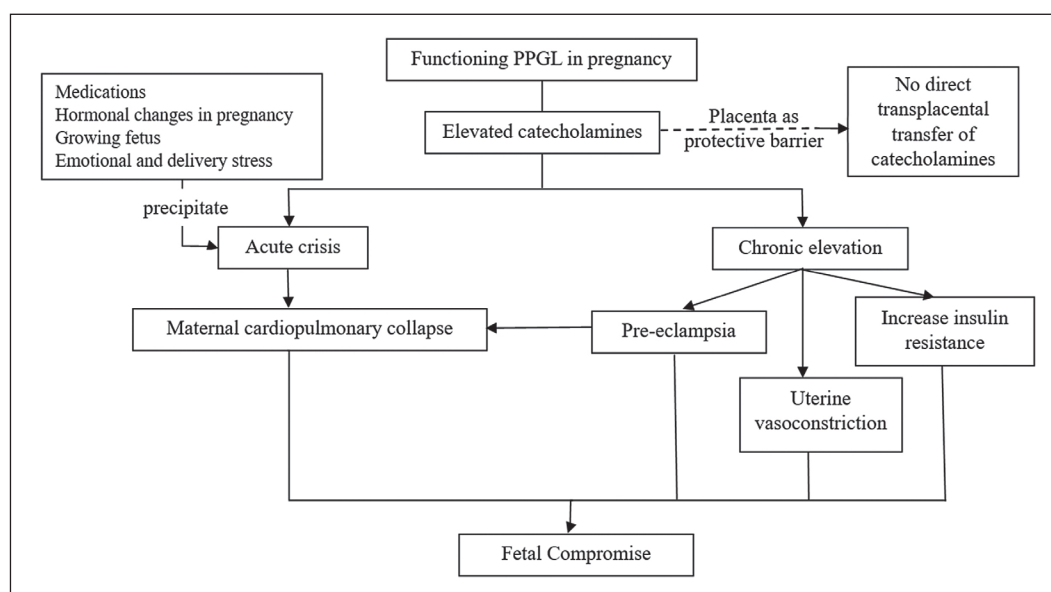 Functioning PPGL in pregnancy
Medications
Hormonal changes in pregnancy
Growing fetus
Emotional and delivery stress
Elevated catecholamines
Placenta as
protective barrier
No direct
transplacental
transfer of
catecholamines
precipitate
Acute crisis
Chronic elevation
Maternal cardiopulmonary collapse
Pre-eclampsia
Increase insulin
resistance
Uterine
vasoconstriction
Fetal Compromise